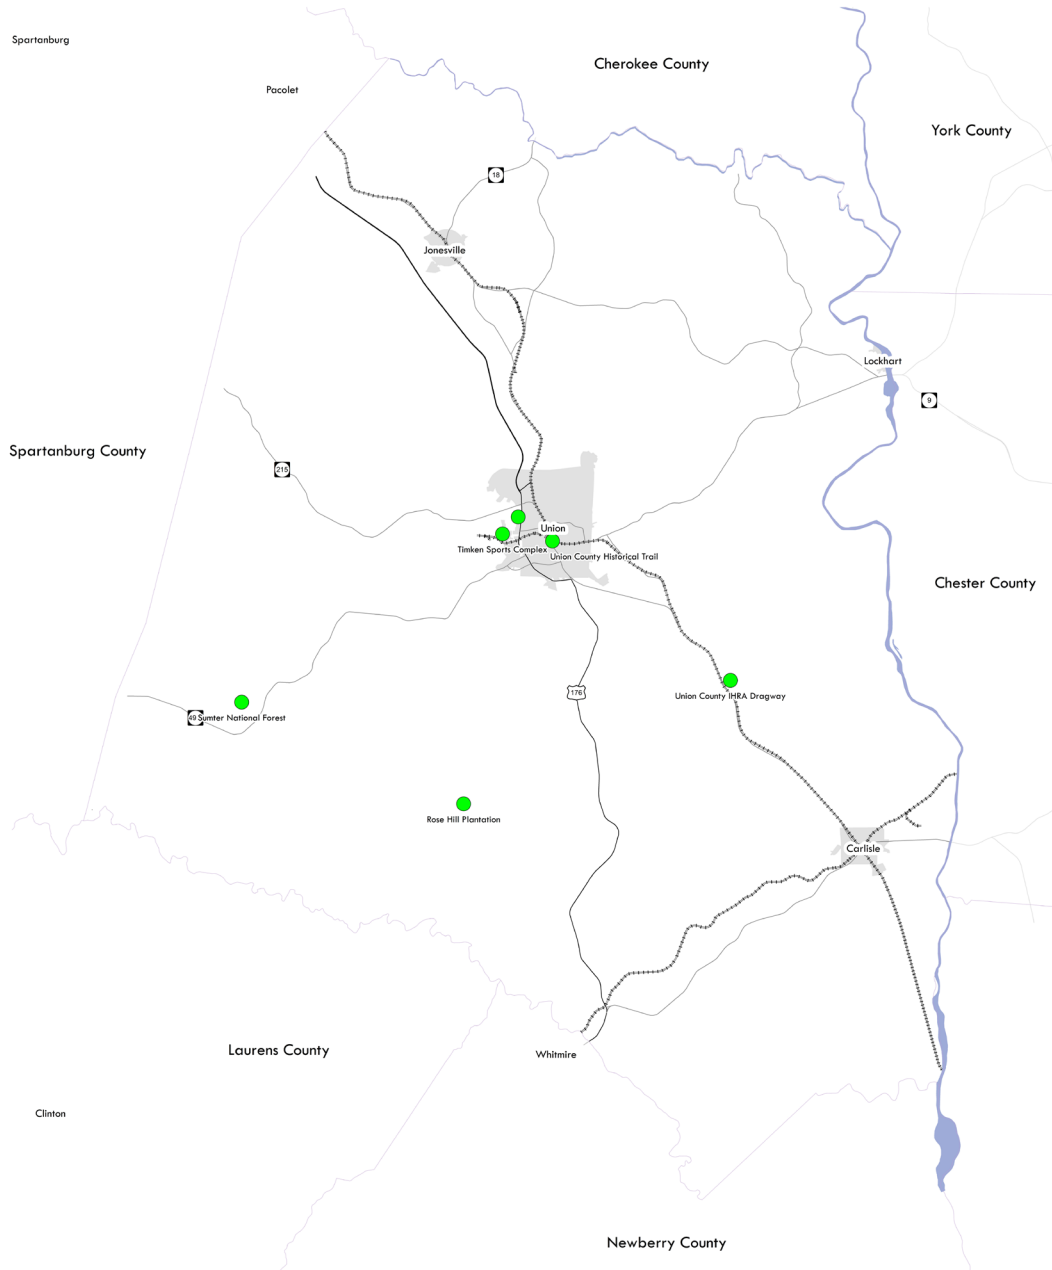 Spartanburg
Cherokee County
Pacolet
York County
18
Jonesville
Lockhart
9
Spartanburg County
215
Union
Timken Sports Complex
Union County Historical Trail
Chester County
176
Union County IHRA Dragway
49
Sumter National Forest
Rose Hill Plantation
Carlisle
Laurens County
Whitmire
Clinton
Newberry County